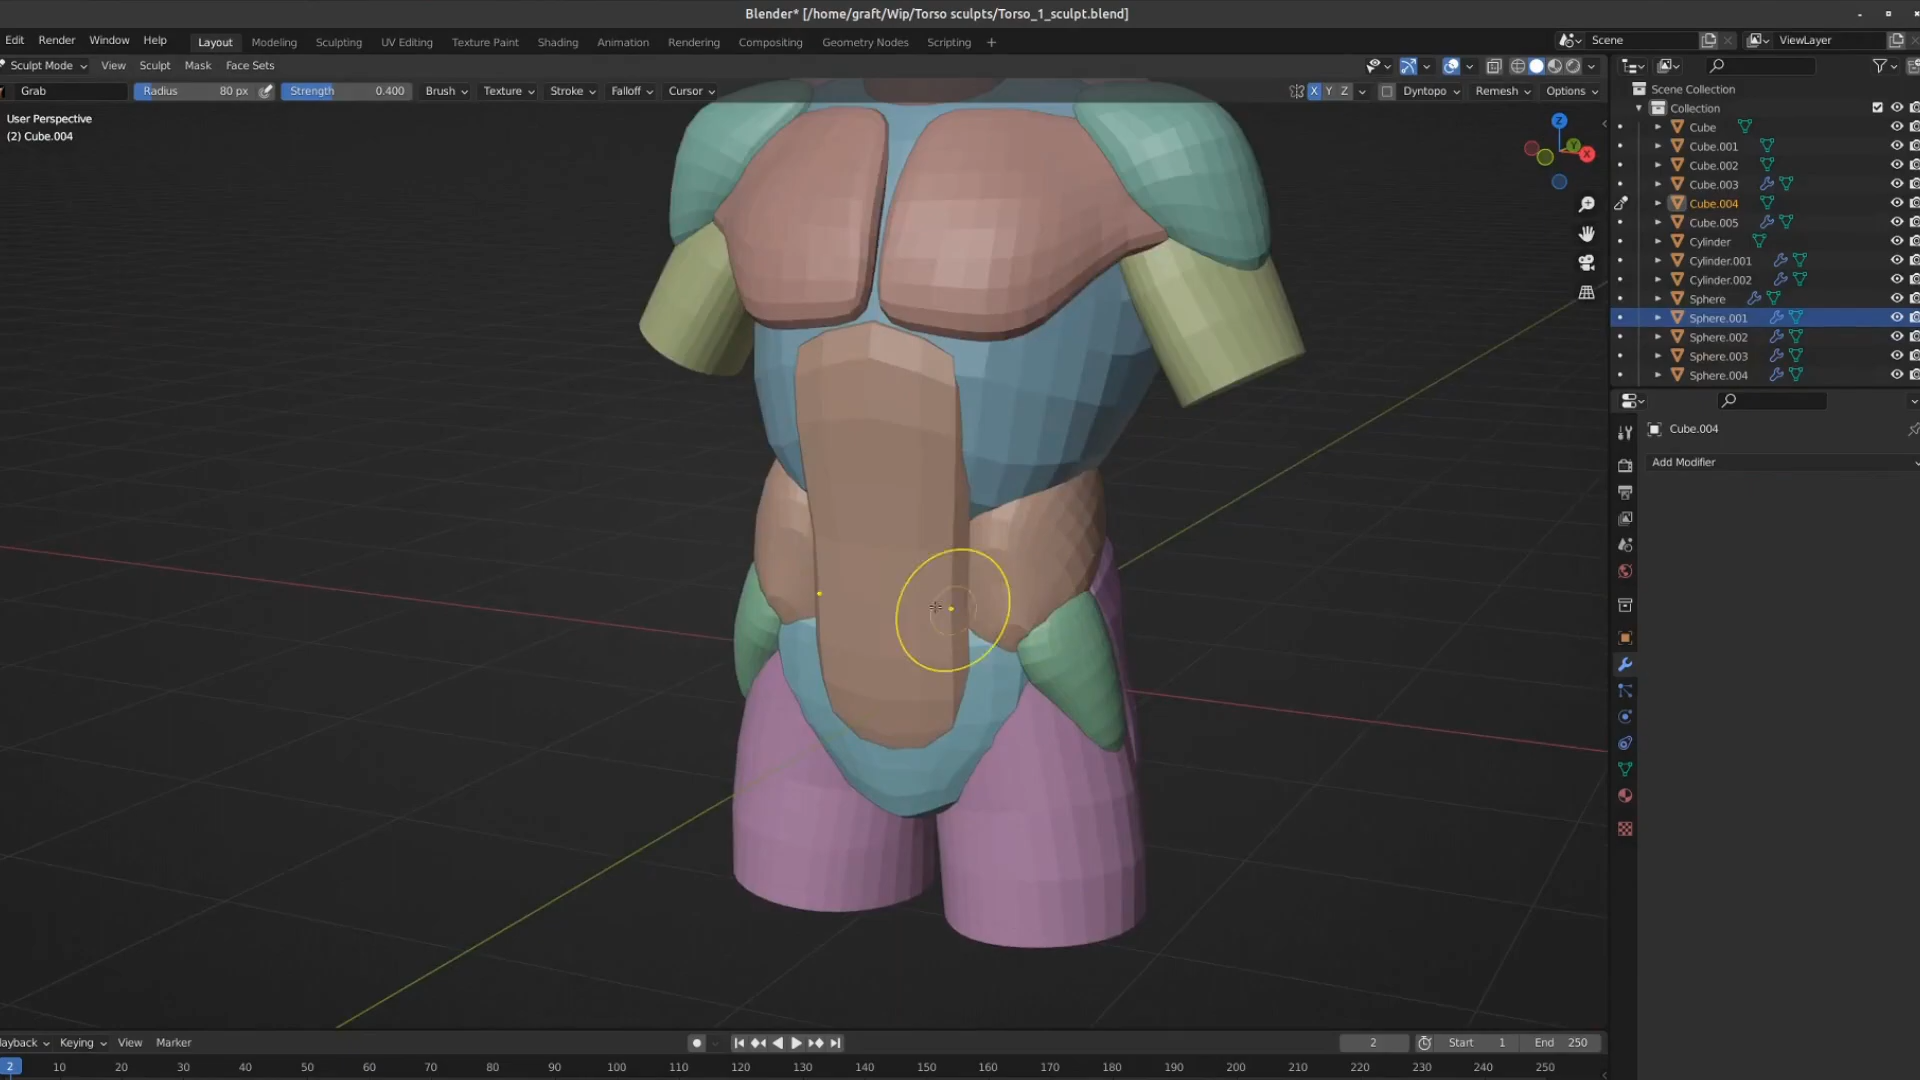 Blender* [/home/graft/Wip/Torso sculpts/Torso_1_sculpt.blend]
Edit Render Window Help Layout Modeling Sculpting UV Editing Texture Paint Shading Animation Rendering Compositing Geometry Nodes Scripting + Scene ViewLayer
Sculpt Mode View Sculpt Mask Face Sets
Grab Radius 80 px Strength 0.400 Brush Texture Stroke Falloff Cursor X Y Z Dyntopo Remesh Options
User Perspective
(2) Cube.004
Z
Y
X
Scene Collection
Collection
Cube
Cube.001
Cube.002
Cube.003
Cube.004
Cube.005
Cylinder
Cylinder.001
Cylinder.002
Sphere
Sphere.001
Sphere.002
Sphere.003
Sphere.004
Cube.004
Add Modifier
layback Keying View Marker 2 Start 1 End 250
2 10 20 30 40 50 60 70 80 90 100 110 120 130 140 150 160 170 180 190 200 210 220 230 240 250